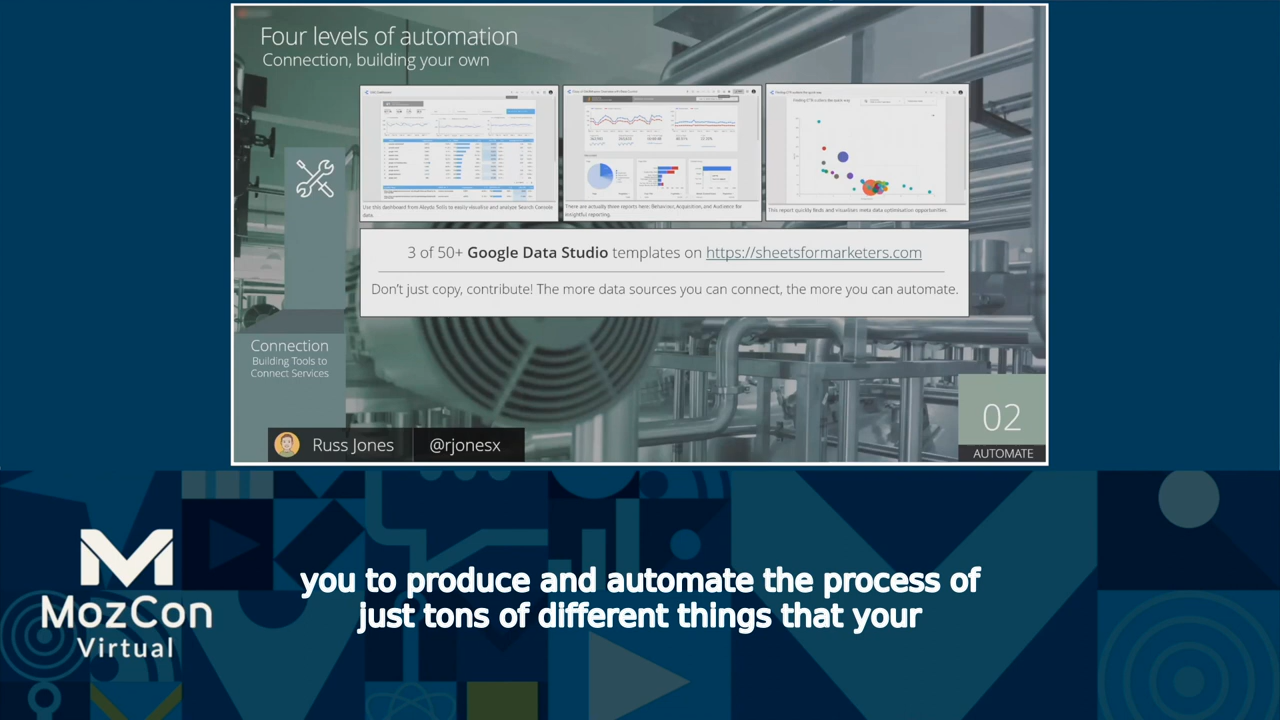 Four levels of automation
Connection, building your own
Use this dashboard from Aleyda Solis to easily visualize and analyze Search Console
data.
There are actually three reports here: Behaviour, Acquisition, and Audience for
insightful reporting.
This report quickly finds and visualises meta data optimisation opportunities.
3 of 50+ Google Data Studio templates on https://sheetsformarketers.com
Don't just copy, contribute! The more data sources you can connect, the more you can automate.
Connection
Building Tools to
Connect Services
Russ Jones
@rjonesx
02
AUTOMATE
MozCon
Virtual
you to produce and automate the process of
just tons of different things that your